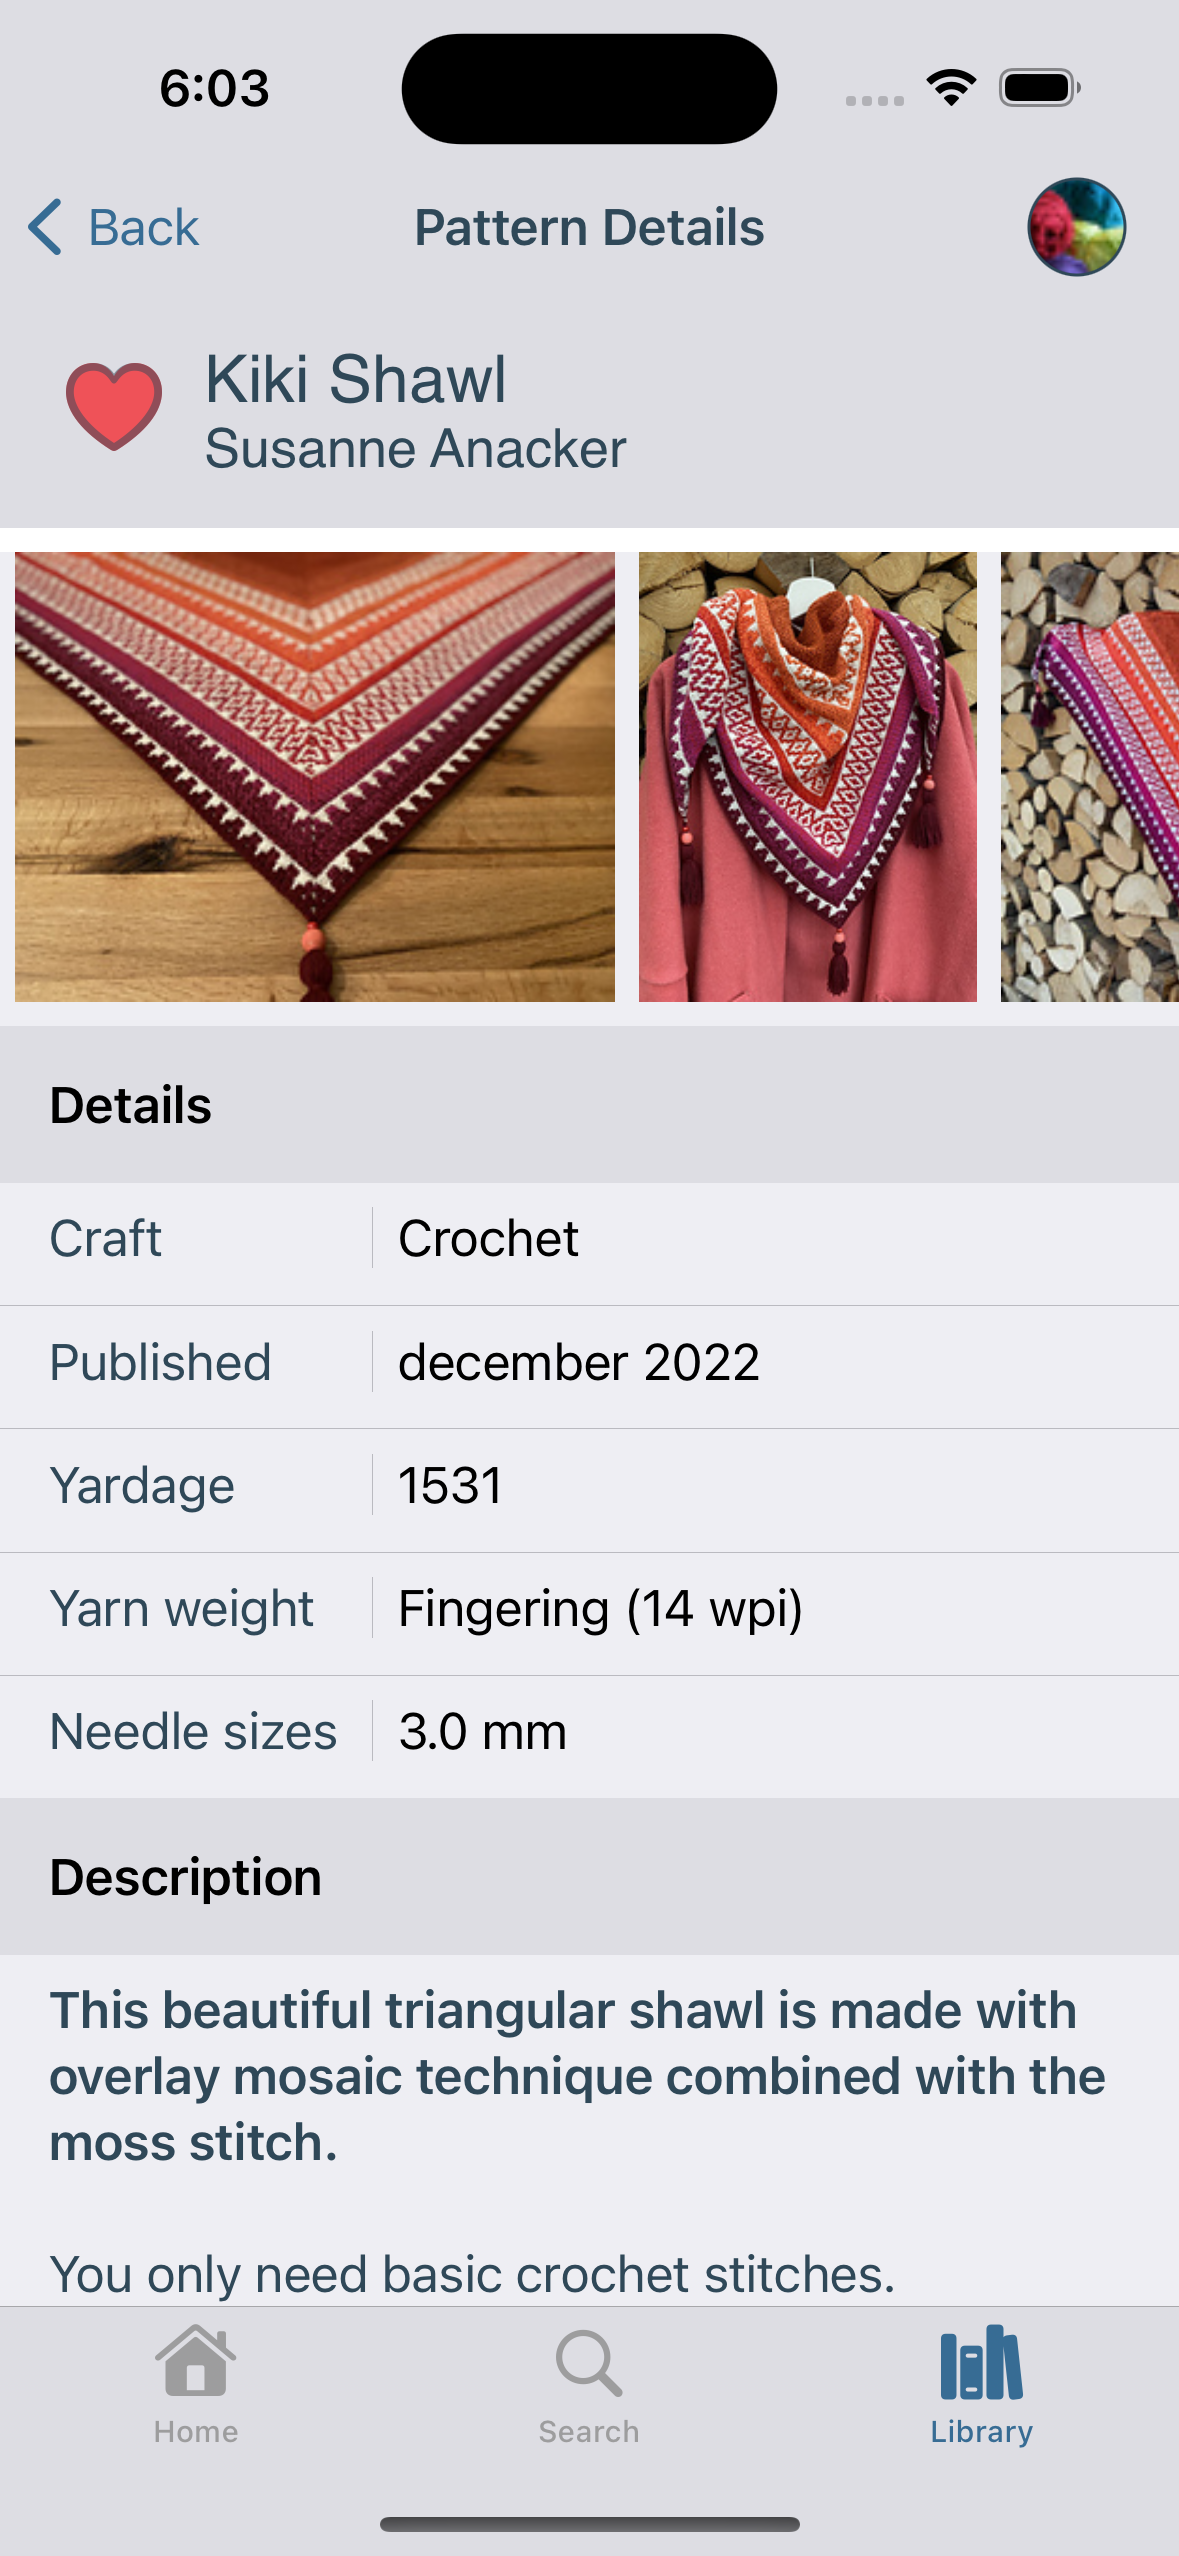 6:03
Back
Pattern Details
Kiki Shawl
Susanne Anacker
Details
Craft
Crochet
Published
december 2022
Yardage
1531
Yarn weight
Fingering (14 wpi)
Needle sizes
3.0 mm
Description
This beautiful triangular shawl is made with
overlay mosaic technique combined with the
moss stitch.
You only need basic crochet stitches.
Home
Search
Library